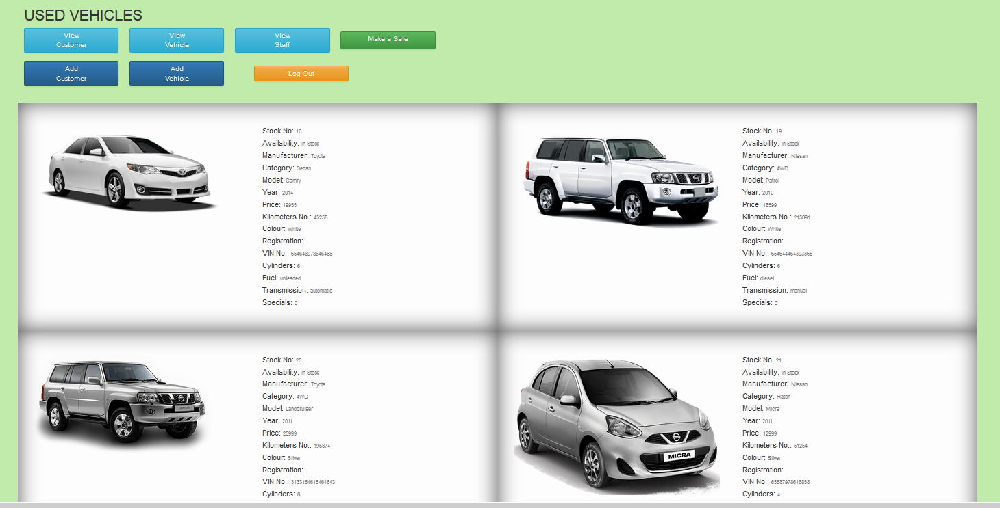 USED VEHICLES
View
Customer
View
Vehicle
View
Staff
Make a Sale
Add
Customer
Add
Vehicle
Log Out
Stock No: 18
Availability: In Stock
Manufacturer: Toyota
Category: Sedan
Model: Camry
Year: 2014
Price: 19955
Kilometers No.: 45258
Colour: White
Registration:
VIN No.: 654648978646468
Cylinders: 6
Fuel: unleaded
Transmission: automatic
Specials: 0
Stock No: 19
Availability: In Stock
Manufacturer: Nissan
Category: 4WD
Model: Patrol
Year: 2010
Price: 18599
Kilometers No.: 215891
Colour: White
Registration:
VIN No.: 654644464393365
Cylinders: 6
Fuel: diesel
Transmission: manual
Specials: 0
Stock No: 20
Availability: In Stock
Manufacturer: Toyota
Category: 4WD
Model: Landcruiser
Year: 2011
Price: 25999
Kilometers No.: 195874
Colour: Silver
Registration:
VIN No.: 3133154615464643
Cylinders: 8
MICRA
Stock No: 21
Availability: In Stock
Manufacturer: Nissan
Category: Hatch
Model: Micra
Year: 2011
Price: 12999
Kilometers No.: 51254
Colour: Silver
Registration:
VIN No.: 65687978648858
Cylinders: 4